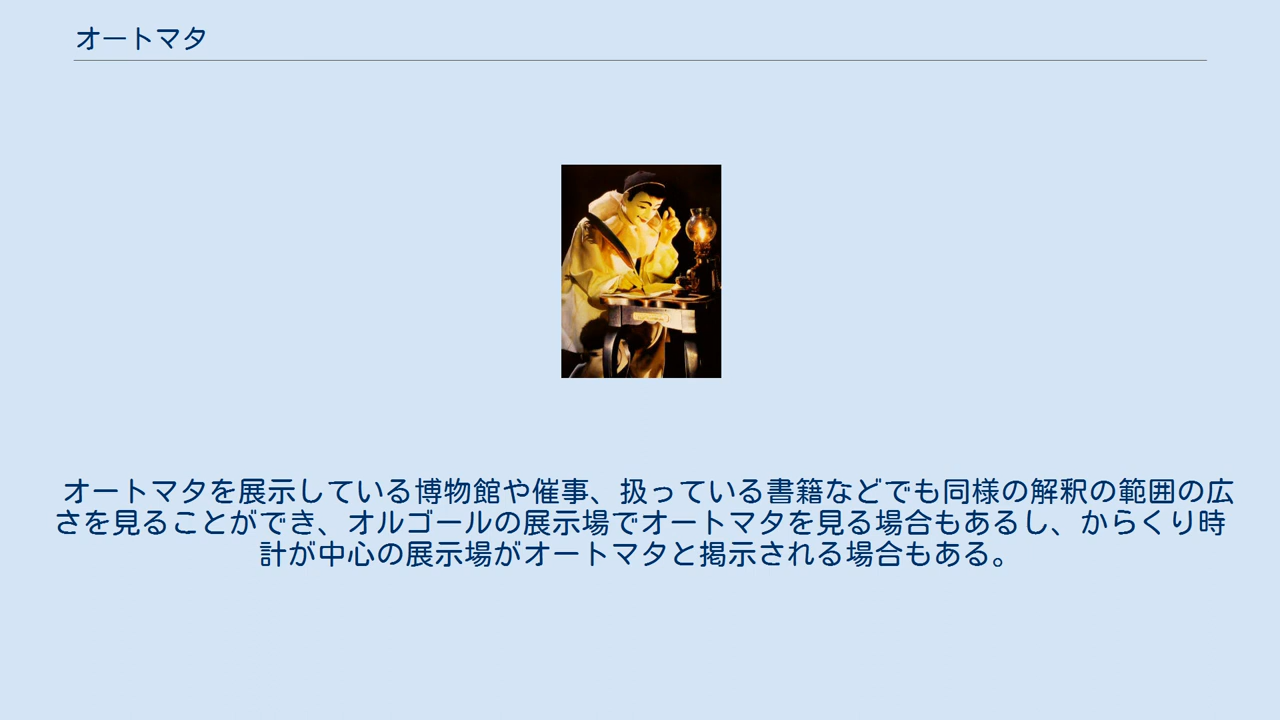 オートマタ
オートマタを展示している博物館や催事、扱っている書籍などでも同様の解釈の範囲の広
さを見ることができ、オルゴールの展示場でオートマタを見る場合もあるし、からくり時
計が中心の展示場がオートマタと掲示される場合もある。